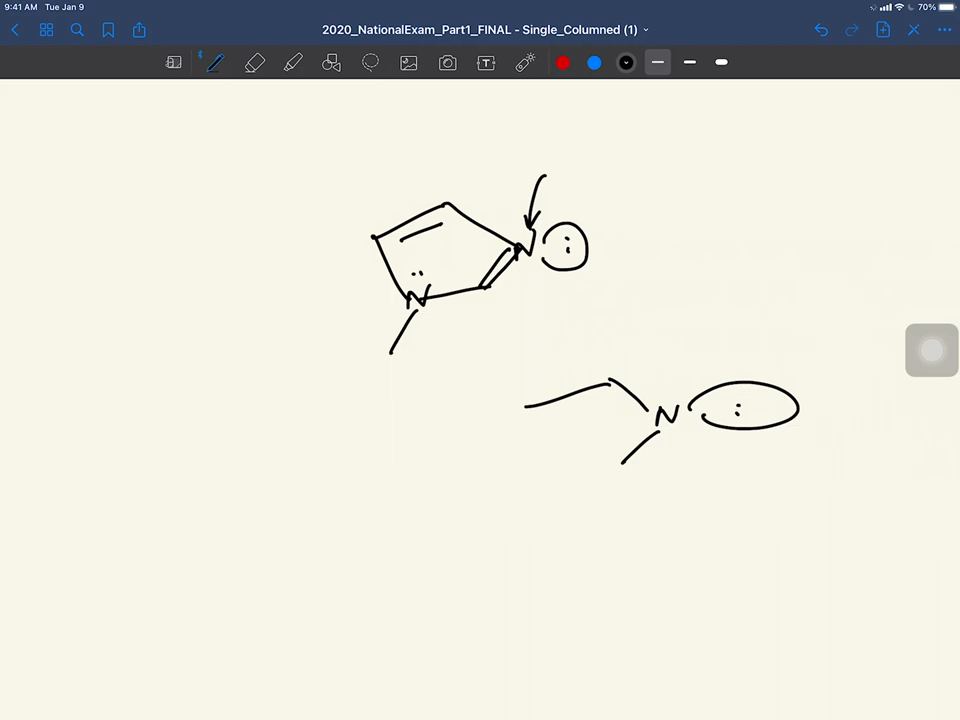 9:41 AM Tue Jan 9
70%
2020_NationalExam_Part1_FINAL - Single_Columned (1)
T
N
N
N